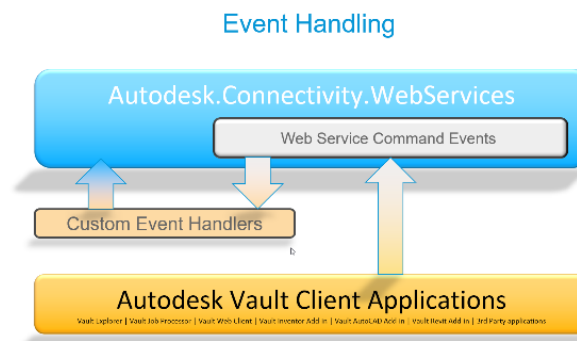 Event Handling
Autodesk.Connectivity.WebServices
Web Service Command Events
Custom Event Handlers
Autodesk Vault Client Applications
Vault Explorer | Vault Job Processor | Vault Web Client | Vault Inventor Add In | Vault AutoCAD Add In | Vault Revit Add In | 3rd Party applications